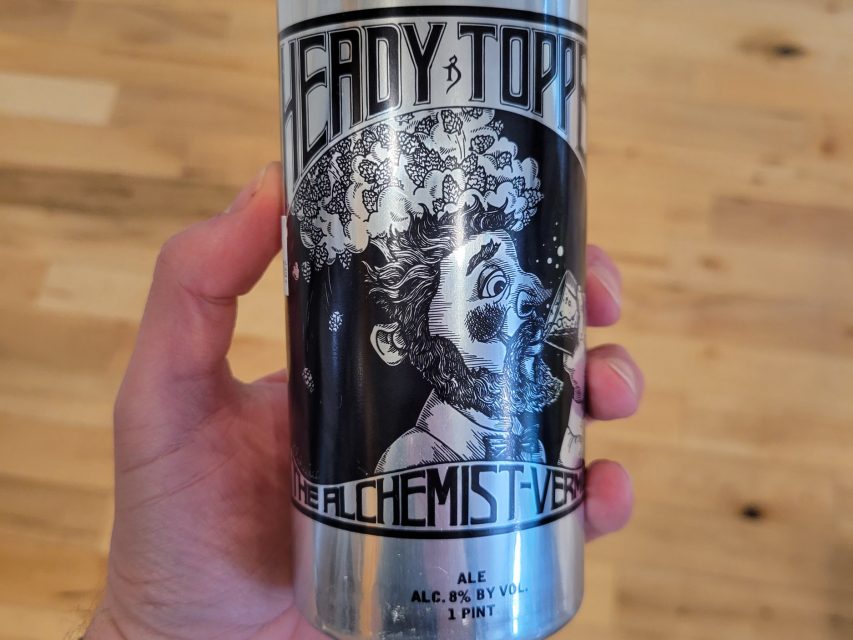 HEADY TOPP
THE ALCHEMIST-VERM
ALE
ALC. 8% BY VOL.
1 PINT